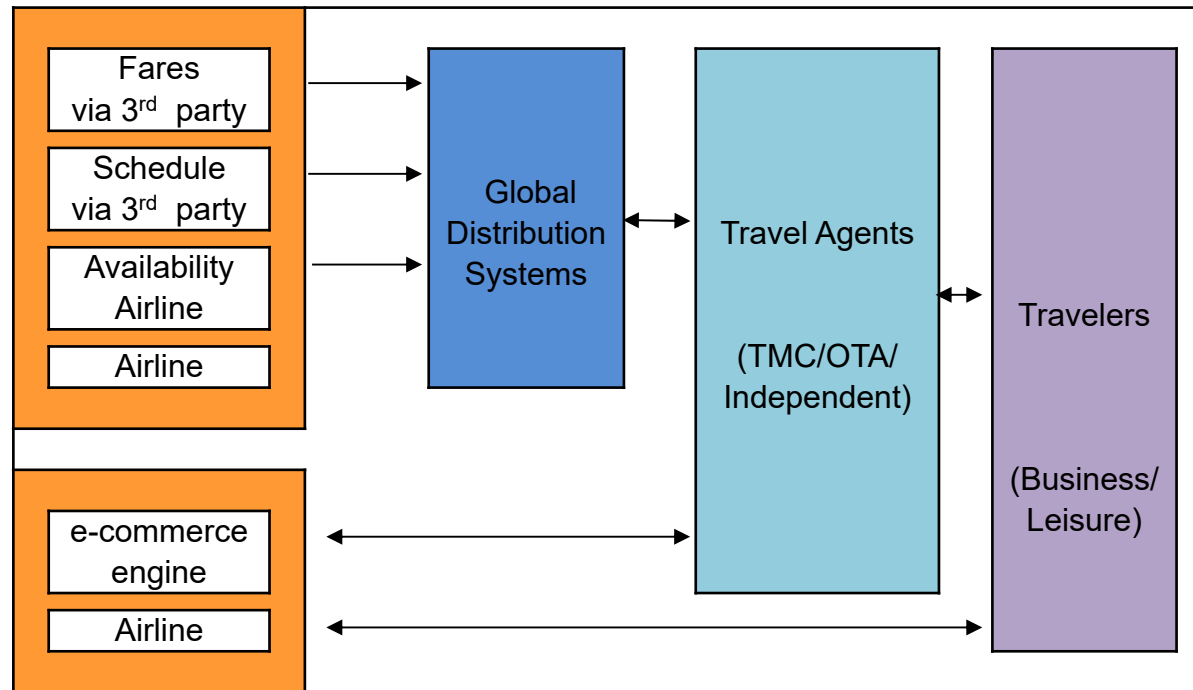 Fares
via 3rd party
Schedule
via 3rd party
Availability
Airline
Airline
Global
Distribution
Systems
Travel Agents
(TMC/OTA/
Independent)
Travelers
(Business/
Leisure)
e-commerce
engine
Airline